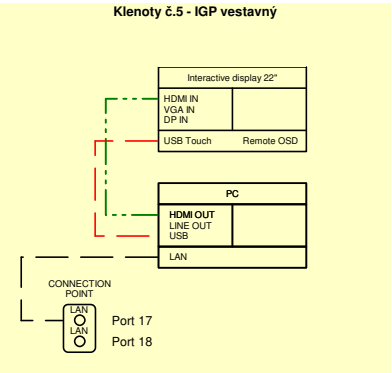 Klenoty č.5 - IGP vestavný
Interactive display 22"
HDMI IN
VGA IN
DP IN
USB Touch Remote OSD
PC
HDMI OUT
LINE OUT
USB
LAN
CONNECTION
POINT
LAN
Port 17
LAN
Port 18